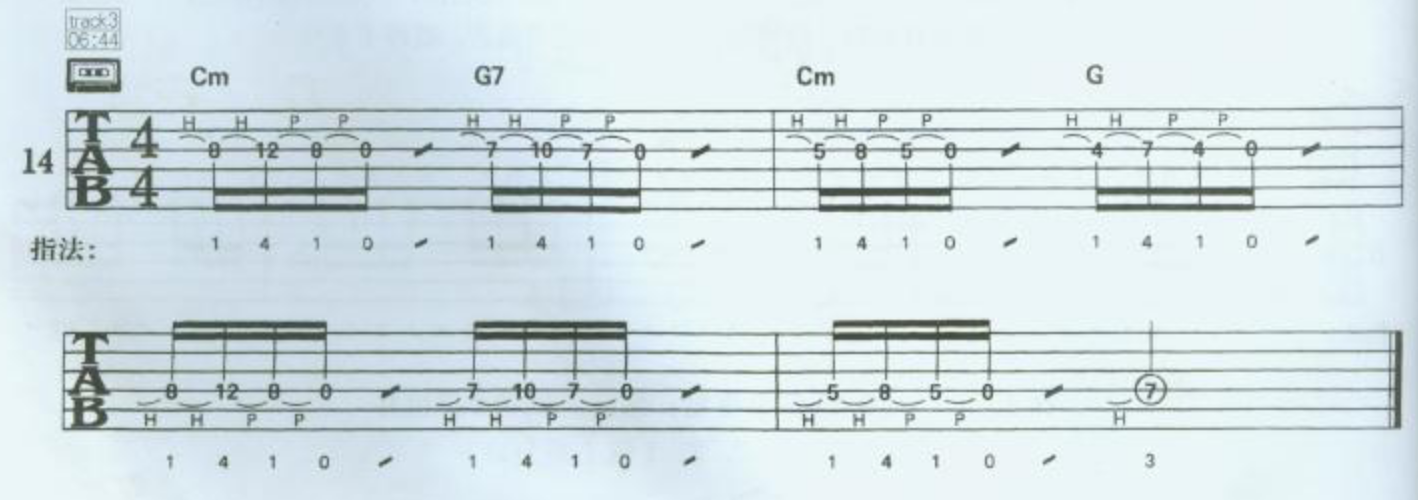 track3
06:44
Cm G7 Cm G
H H P P H H P P H H P P H H P P
T A B 4 4 8 12 8 0 7 10 7 0 5 8 5 0 4 7 4 0
14
指法: 1 4 1 0 1 4 1 0 1 4 1 0 1 4 1 0
T A B 8 12 8 0 7 10 7 0 5 8 5 0 7
H H P P H H P P H H P P H
1 4 1 0 1 4 1 0 1 4 1 0 3